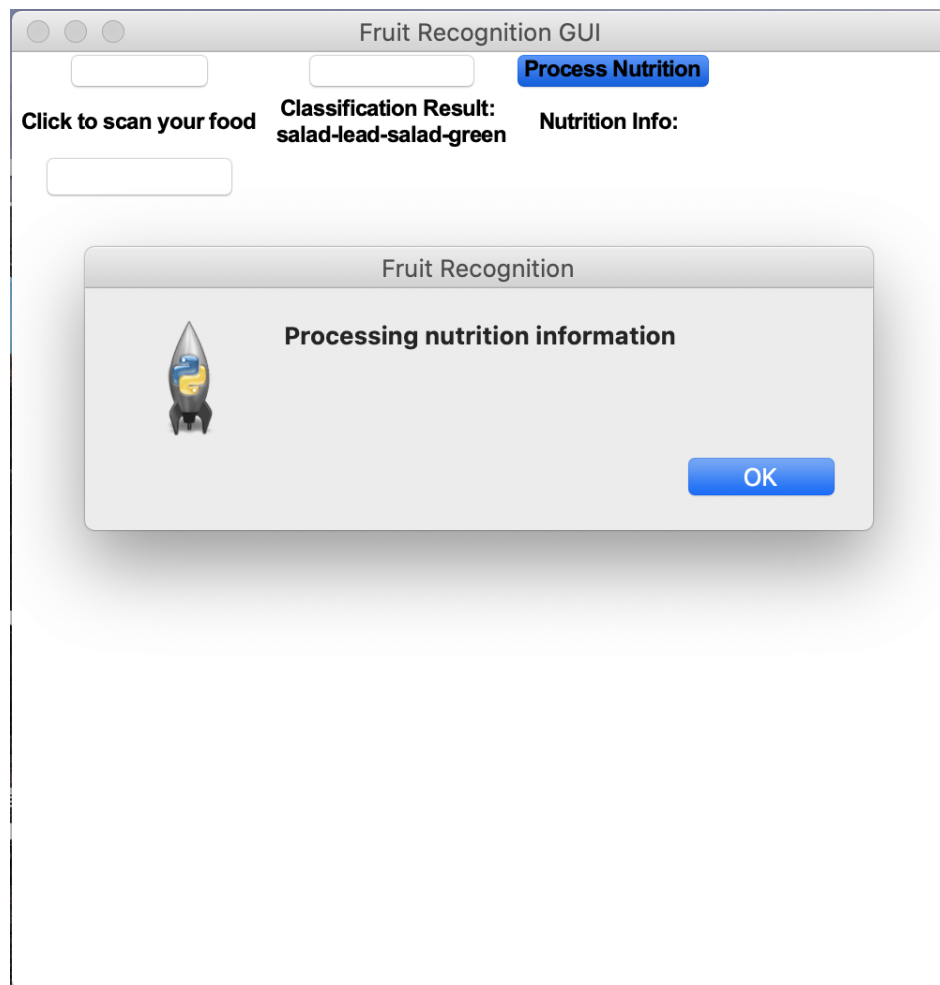 Fruit Recognition GUI
Process Nutrition
Click to scan your food
Classification Result:
salad-lead-salad-green
Nutrition Info:
Fruit Recognition
Processing nutrition information
OK